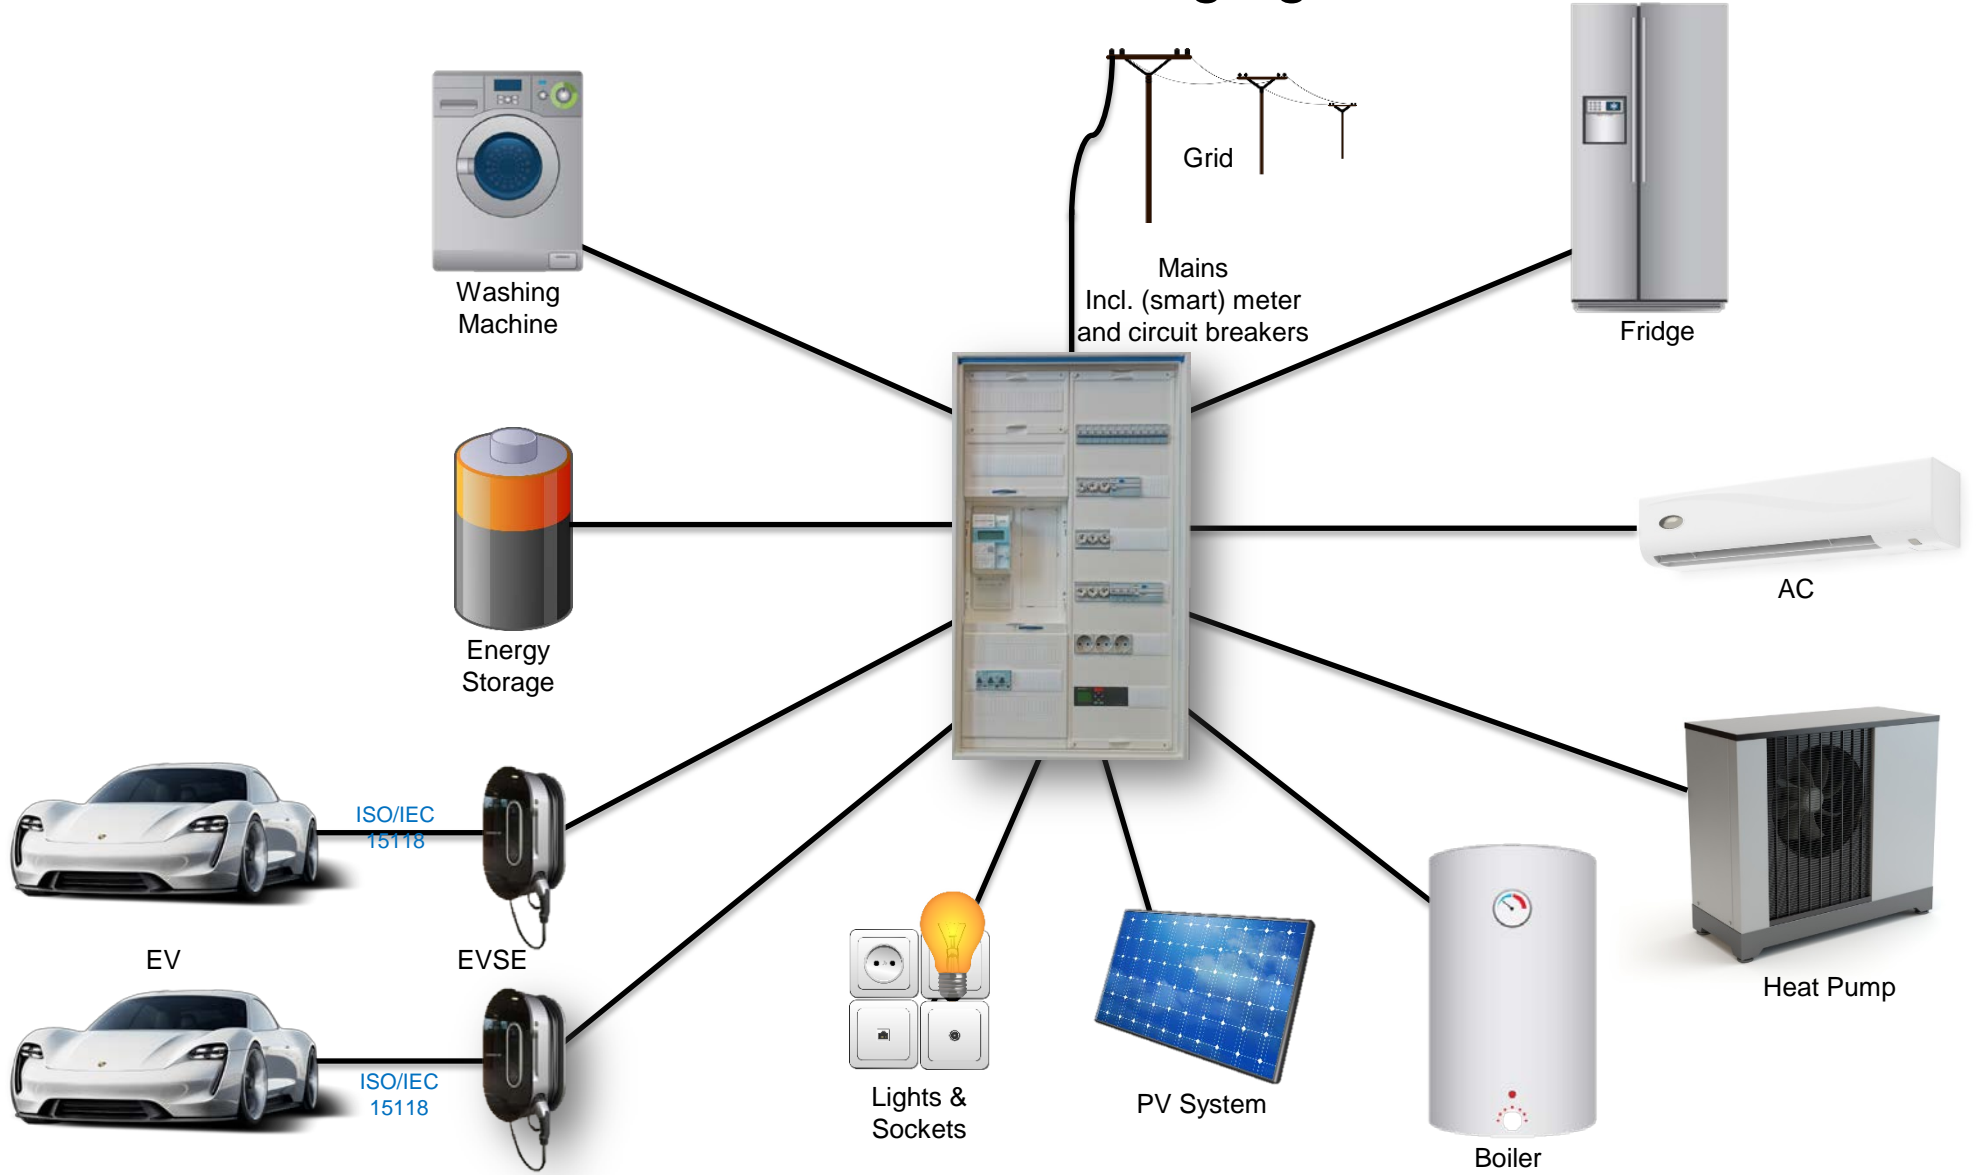 Grid
Mains
Incl. (smart) meter
and circuit breakers
Washing
Machine
Fridge
Energy
Storage
AC
ISO/IEC
15118
EV
EVSE
Heat Pump
ISO/IEC
15118
Lights &
Sockets
PV System
Boiler